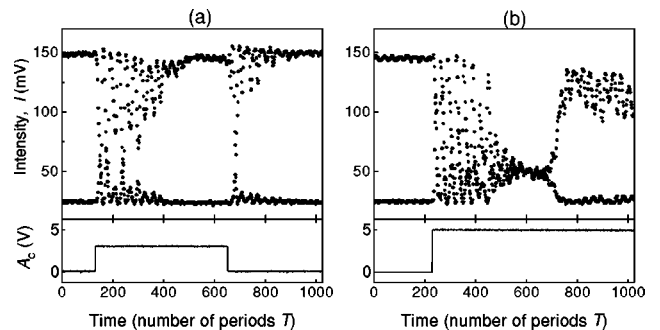 (a) (b)
Intensity, I (mV)
150 150
100 100
50 50
A_c (V)
5 5
0 0
0 200 400 600 800 1000 0 200 400 600 800 1000
Time (number of periods T) Time (number of periods T)